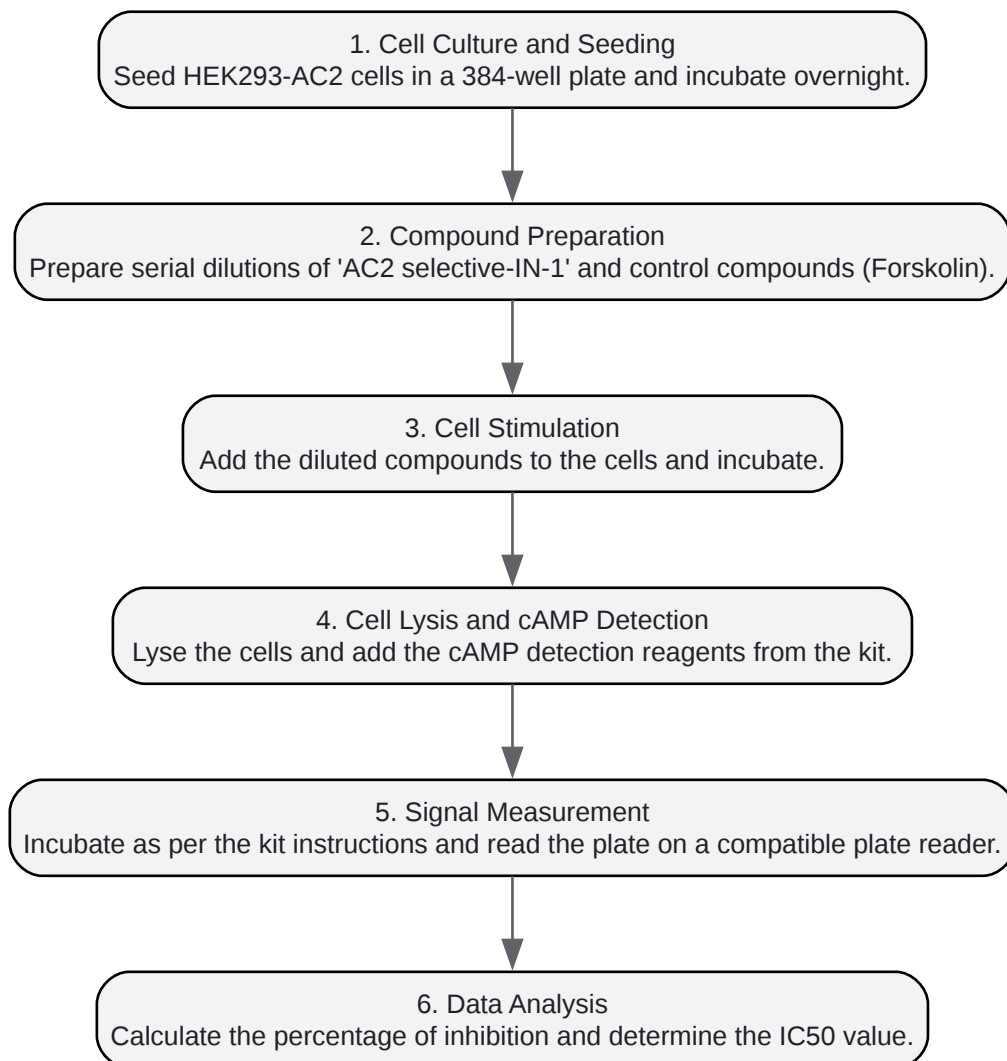 1. Cell Culture and Seeding
Seed HEK293-AC2 cells in a 384-well plate and incubate overnight.
2. Compound Preparation
Prepare serial dilutions of 'AC2 selective-IN-1' and control compounds (Forskolin).
3. Cell Stimulation
Add the diluted compounds to the cells and incubate.
4. Cell Lysis and cAMP Detection
Lyse the cells and add the cAMP detection reagents from the kit.
5. Signal Measurement
Incubate as per the kit instructions and read the plate on a compatible plate reader.
6. Data Analysis
Calculate the percentage of inhibition and determine the IC50 value.